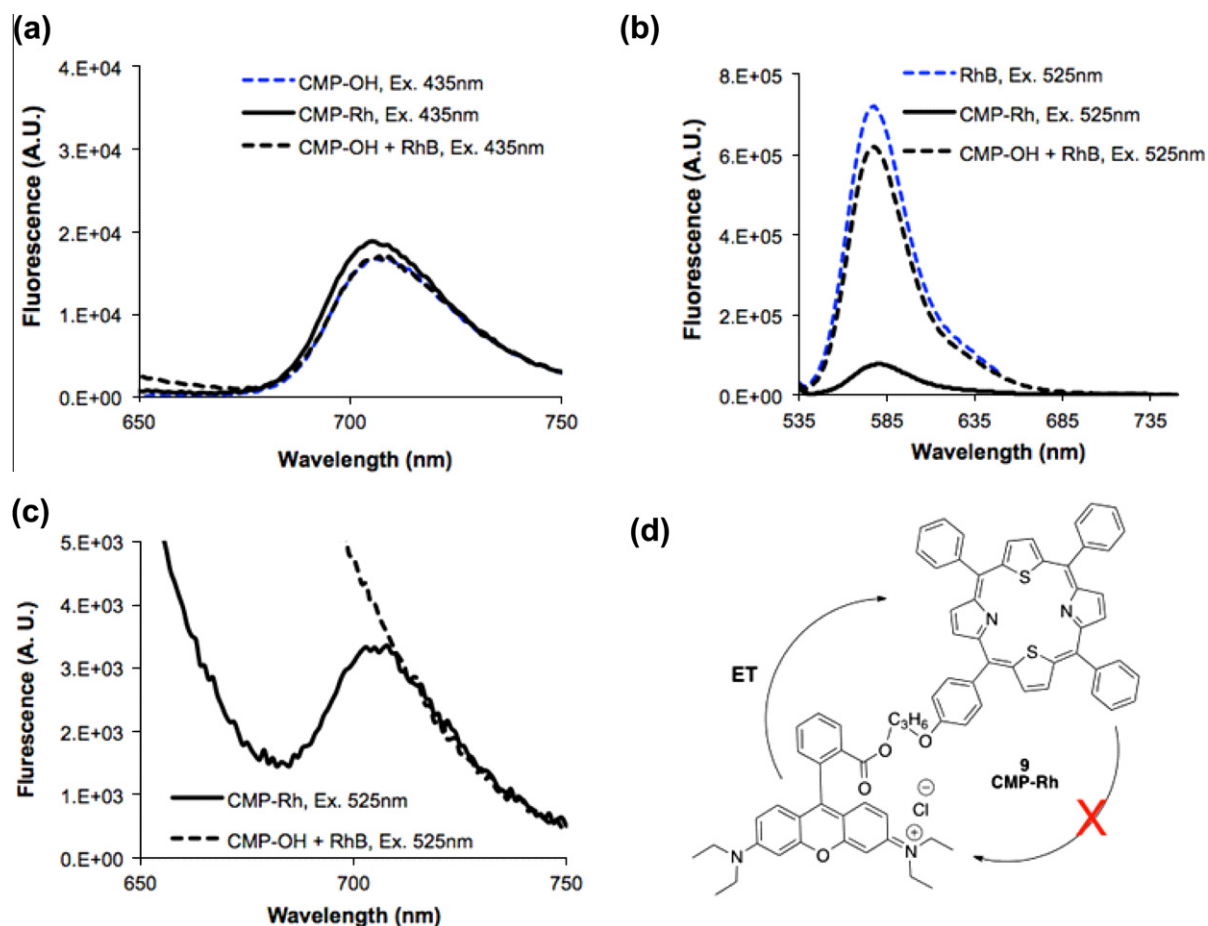 (a)
4.E+04
3.E+04
2.E+04
1.E+04
0.E+00
Fluorescence (A.U.)
CMP-OH, Ex. 435nm
CMP-Rh, Ex. 435nm
CMP-OH + RhB, Ex. 435nm
650
700
750
Wavelength (nm)
(b)
8.E+05
6.E+05
4.E+05
2.E+05
0.E+00
Fluorescence (A.U.)
RhB, Ex. 525nm
CMP-Rh, Ex. 525nm
CMP-OH + RhB, Ex. 525nm
535
585
635
685
735
Wavelength (nm)
(c)
5.E+03
4.E+03
3.E+03
2.E+03
1.E+03
0.E+00
Flurescence (A. U.)
CMP-Rh, Ex. 525nm
CMP-OH + RhB, Ex. 525nm
650
700
750
Wavelength (nm)
(d)
S
N
N
S
ET
C3H6
O
O
O
9
CMP-Rh
Cl
−
X
N
O
N
+